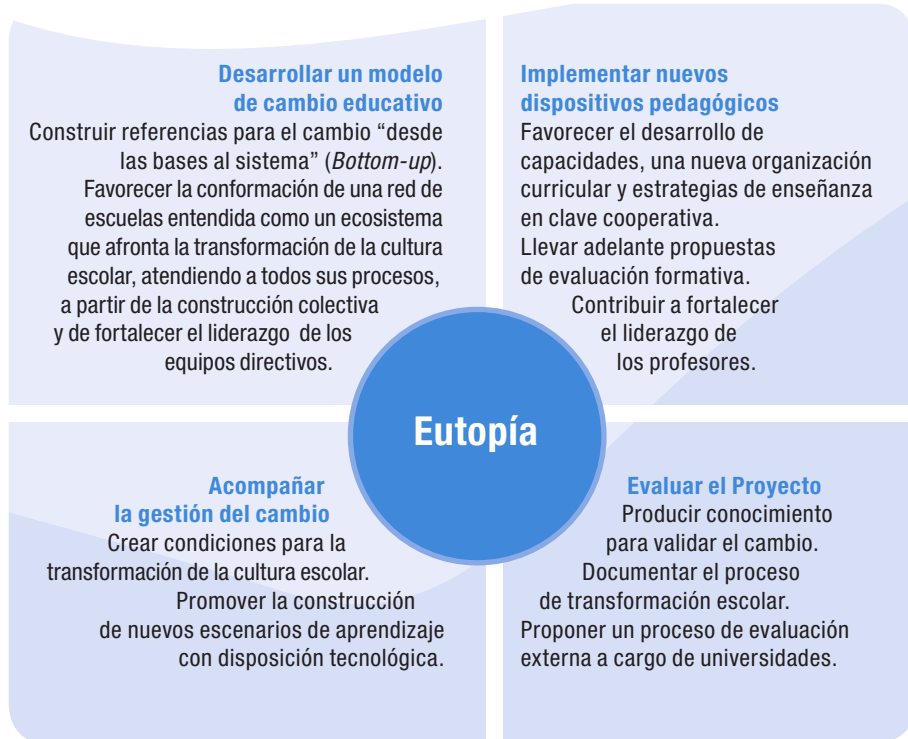 Desarrollar un modelo
de cambio educativo
Construir referencias para el cambio “desde
las bases al sistema” (Bottom-up).
Favorecer la conformación de una red de
escuelas entendida como un ecosistema
que afronta la transformación de la cultura
escolar, atendiendo a todos sus procesos,
a partir de la construcción colectiva
y de fortalecer el liderazgo de los
equipos directivos.
Implementar nuevos
dispositivos pedagógicos
Favorecer el desarrollo de
capacidades, una nueva organización
curricular y estrategias de enseñanza
en clave cooperativa.
Llevar adelante propuestas
de evaluación formativa.
Contribuir a fortalecer
el liderazgo de
los profesores.
Eutopía
Acompañar
la gestión del cambio
Crear condiciones para la
transformación de la cultura escolar.
Promover la construcción
de nuevos escenarios de aprendizaje
con disposición tecnológica.
Evaluar el Proyecto
Producir conocimiento
para validar el cambio.
Documentar el proceso
de transformación escolar.
Proponer un proceso de evaluación
externa a cargo de universidades.